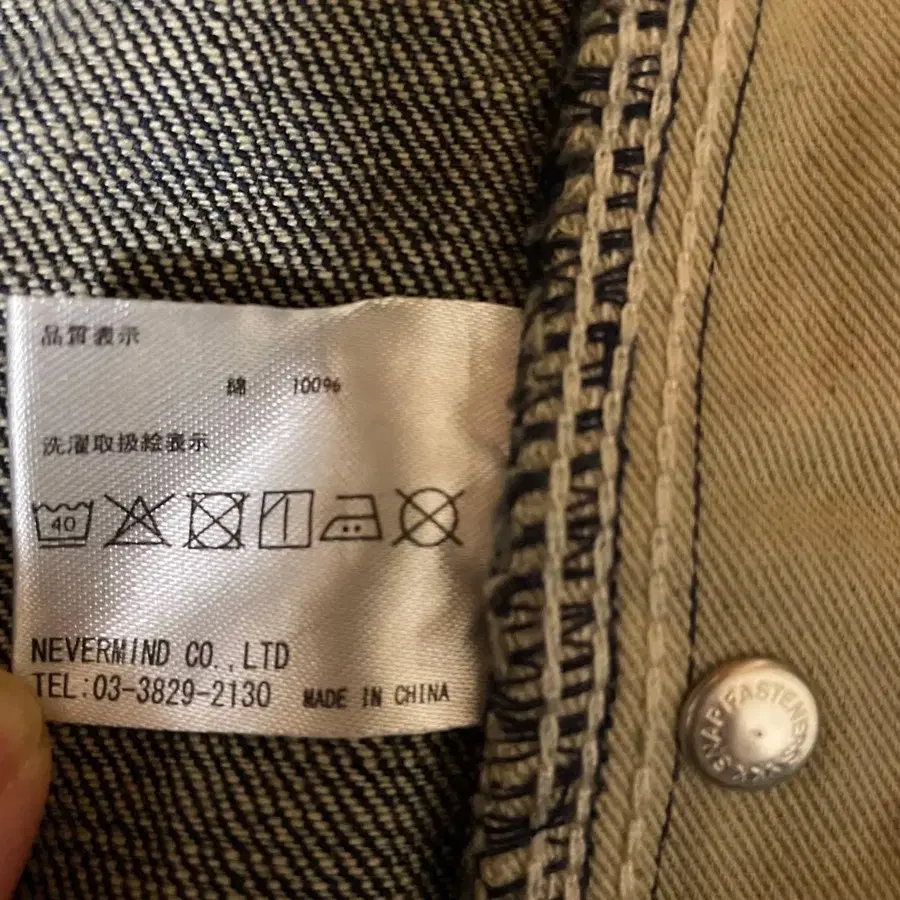 品質表示
綿 100%
洗濯取扱絵表示
40
NEVERMIND CO.,LTD
TEL:03-3829-2130 MADE IN CHINA
SNAP FASTENERS